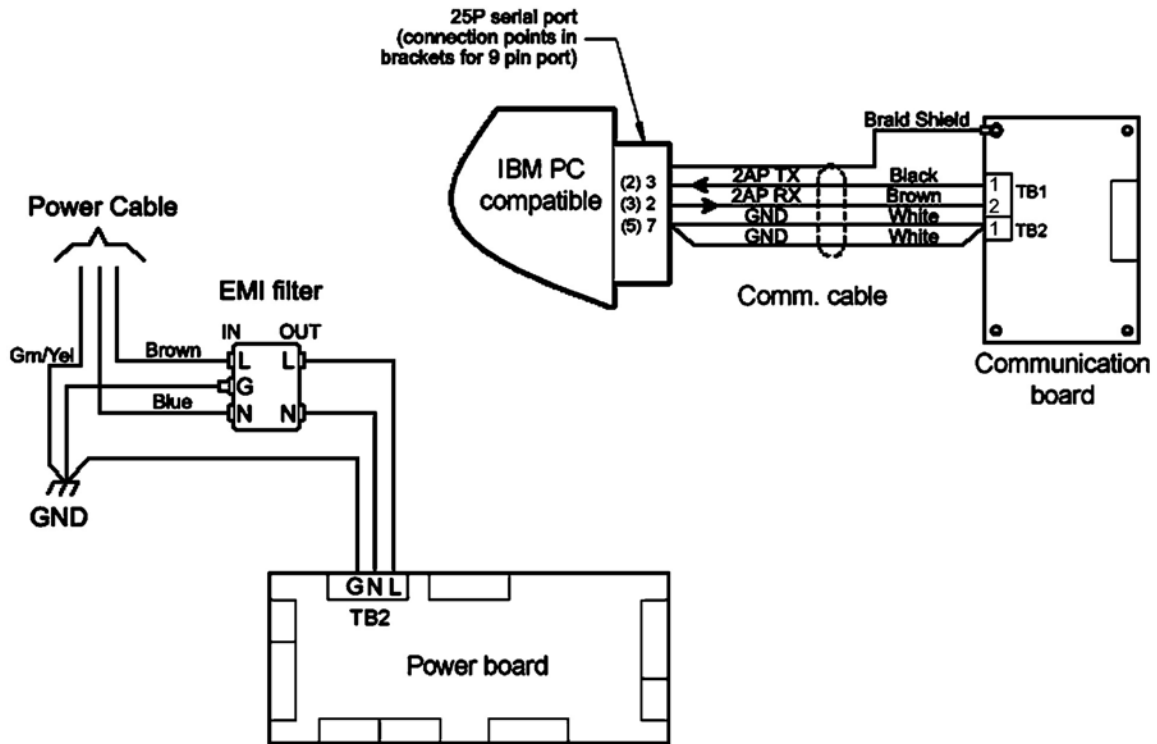 25P serial port
(connection points in
brackets for 9 pin port)
IBM PC
compatible
(2) 3
(3) 2
(5) 7
Braid Shield
2AP TX Black
2AP RX Brown
GND White
GND White
1 TB1
2
1 TB2
Comm. cable
Communication
board
Power Cable
EMI filter
IN OUT
Grn/Yel
Brown
L L
G
Blue
N N
GND
G N L
TB2
Power board